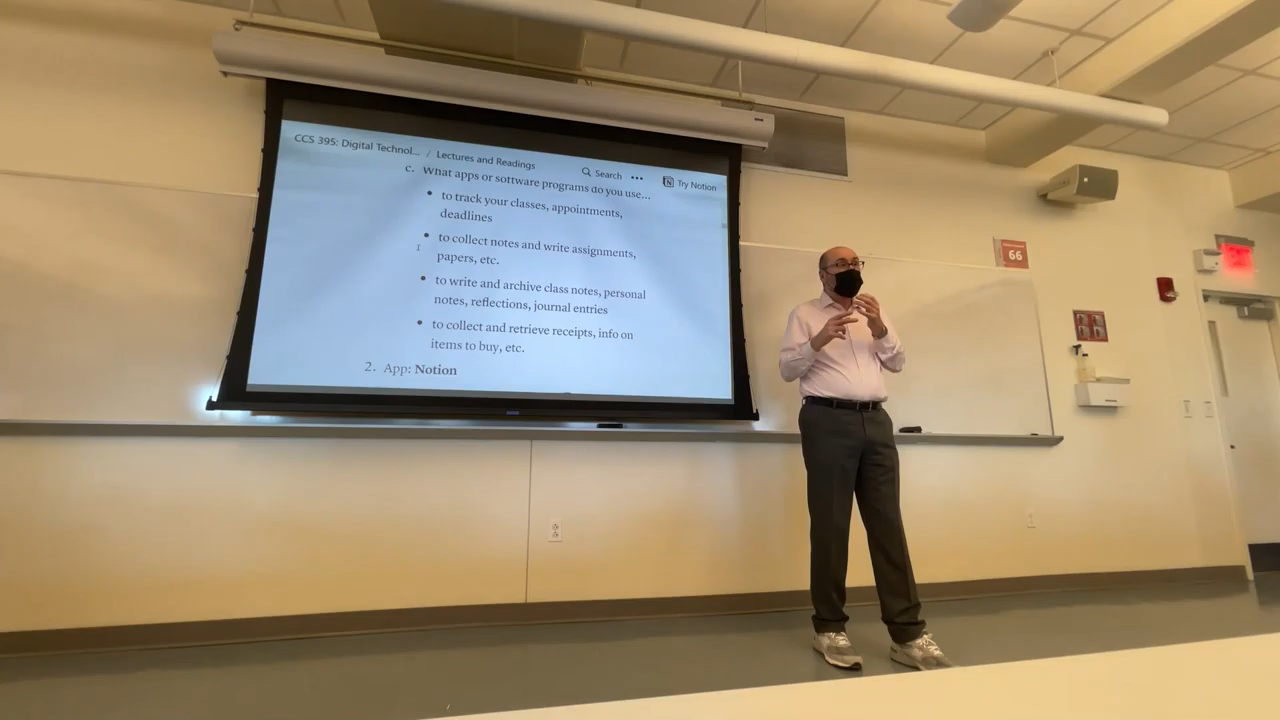 CCS 395: Digital Technol... / Lectures and Readings
Search ••• Try Notion
c. What apps or software programs do you use...
• to track your classes, appointments,
deadlines
• to collect notes and write assignments,
1
papers, etc.
• to write and archive class notes, personal
notes, reflections, journal entries
• to collect and retrieve receipts, info on
items to buy, etc.
2. App: Notion
66